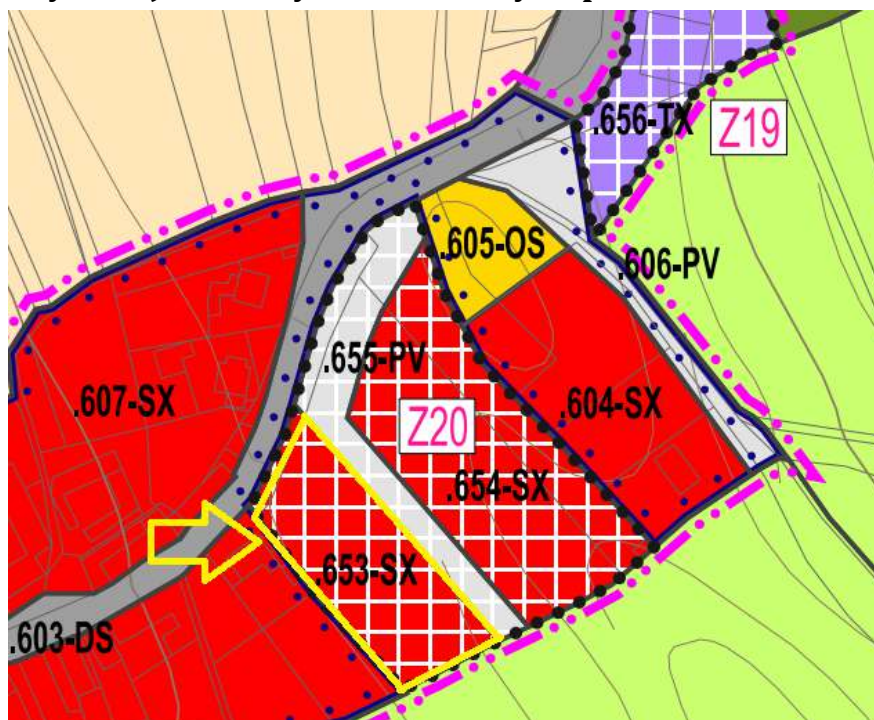 .656-TX
Z19
.605-OS
.606-PV
.655-PV
.607-SX
.604-SX
Z20
.654-SX
.653-SX
.603-DS